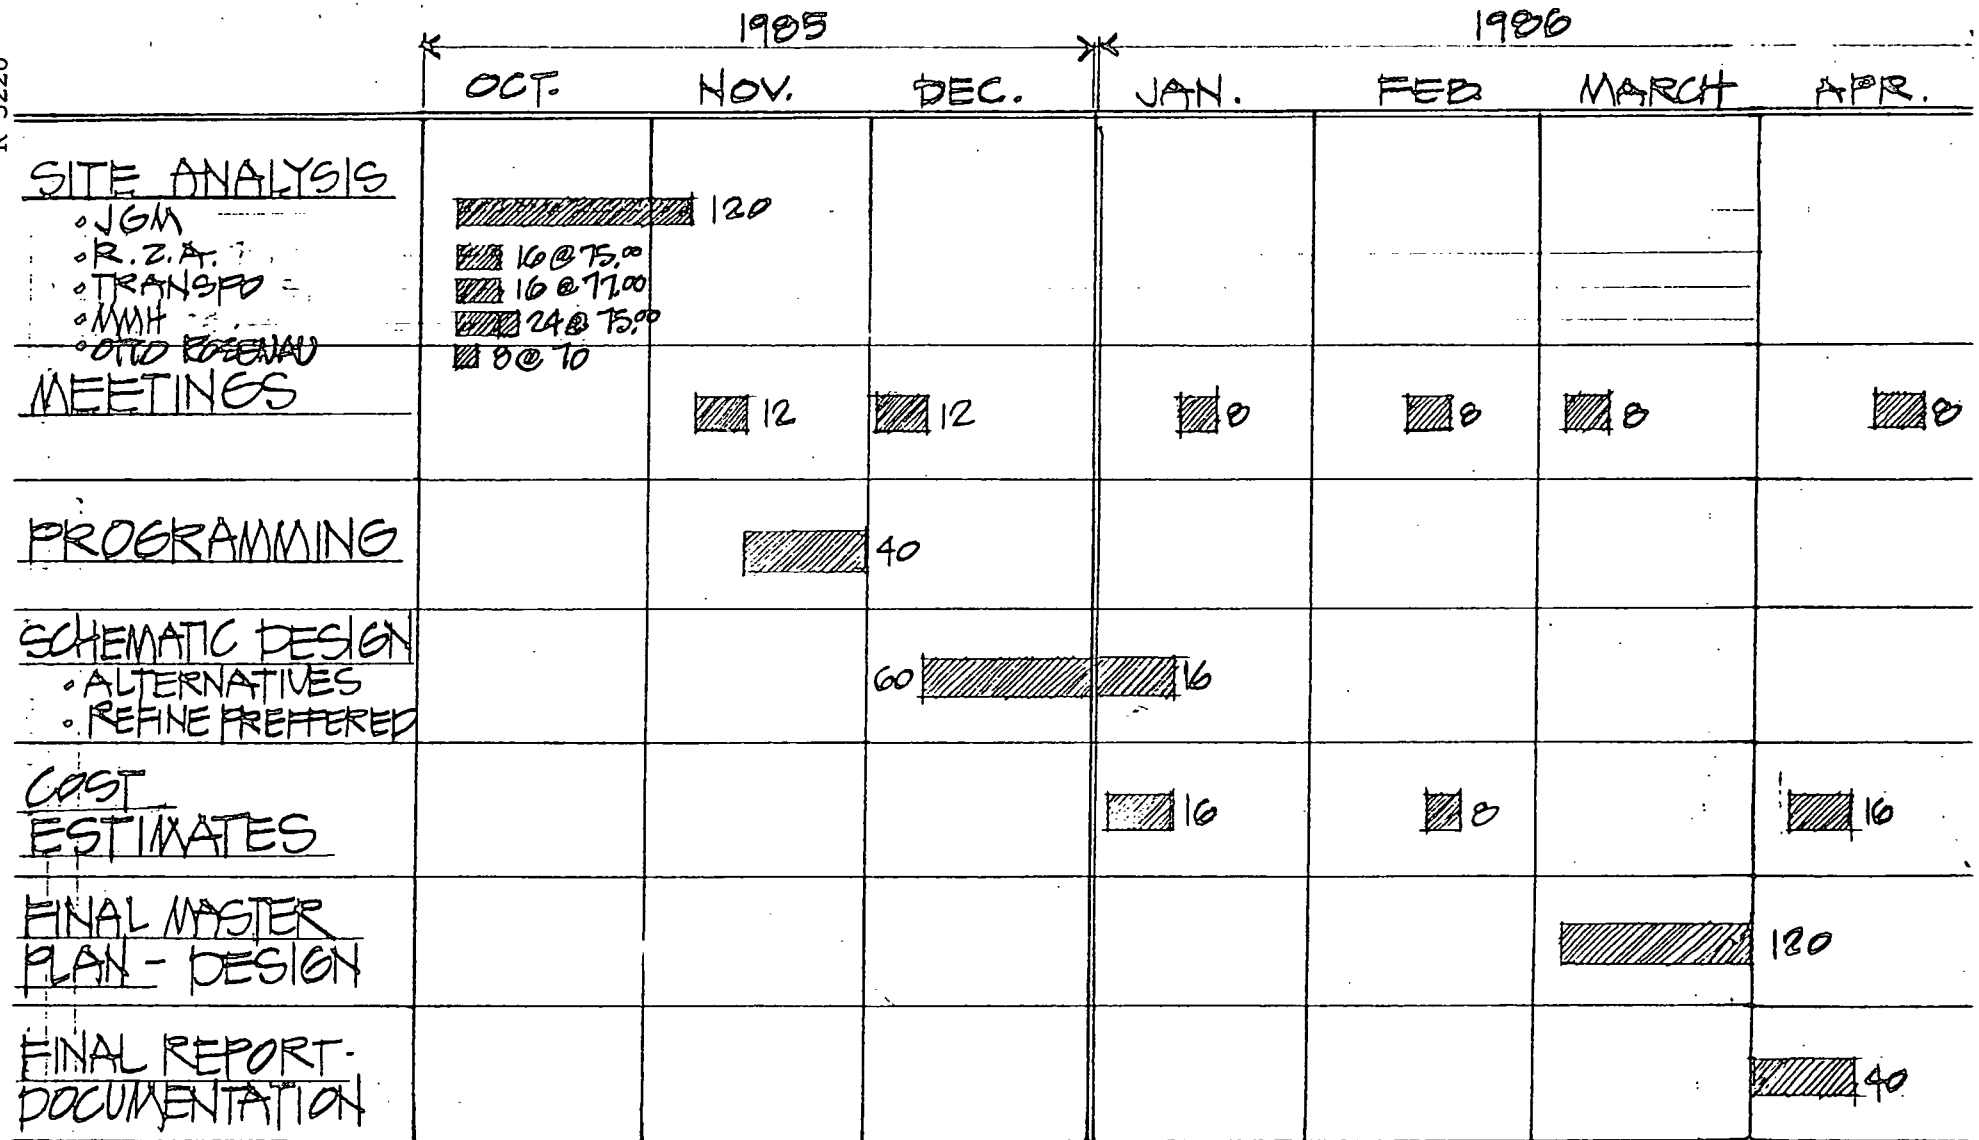 1985 1986
OCT. NOV. DEC. JAN. FEB MARCH APR.
SITE ANALYSIS
• JGM 120
• R.Z.A. 16 @ 75.00
• TRANSPO 16 @ 77.00
• MMH 24 @ 75.00
• OTTO ROSENAU 8 @ 70
MEETINGS 12 12 8 8 8 8
PROGRAMMING 40
SCHEMATIC DESIGN
• ALTERNATIVES 60 16
• REFINE PREFFERED
COST
ESTIMATES 16 8 16
FINAL MASTER
PLAN - DESIGN 120
FINAL REPORT-
DOCUMENTATION 40